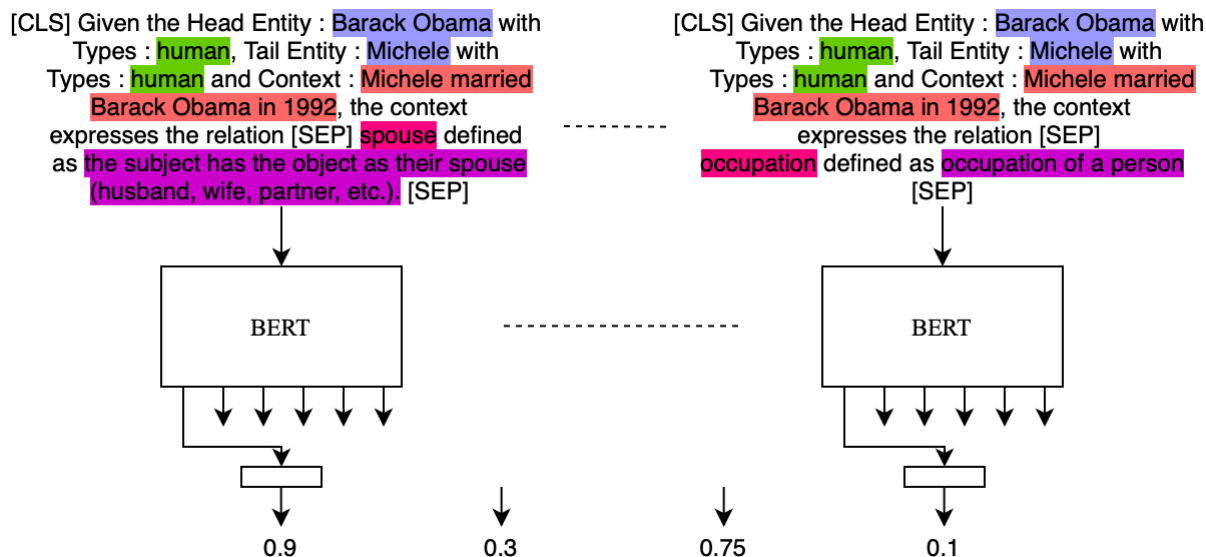 [CLS] Given the Head Entity : Barack Obama with
Types : human, Tail Entity : Michele with
Types : human and Context : Michele married
Barack Obama in 1992, the context
expresses the relation [SEP] spouse defined
as the subject has the object as their spouse
(husband, wife, partner, etc.). [SEP]
[CLS] Given the Head Entity : Barack Obama with
Types : human, Tail Entity : Michele with
Types : human and Context : Michele married
Barack Obama in 1992, the context
expresses the relation [SEP]
occupation defined as occupation of a person
[SEP]
BERT
BERT
0.9
0.3
0.75
0.1